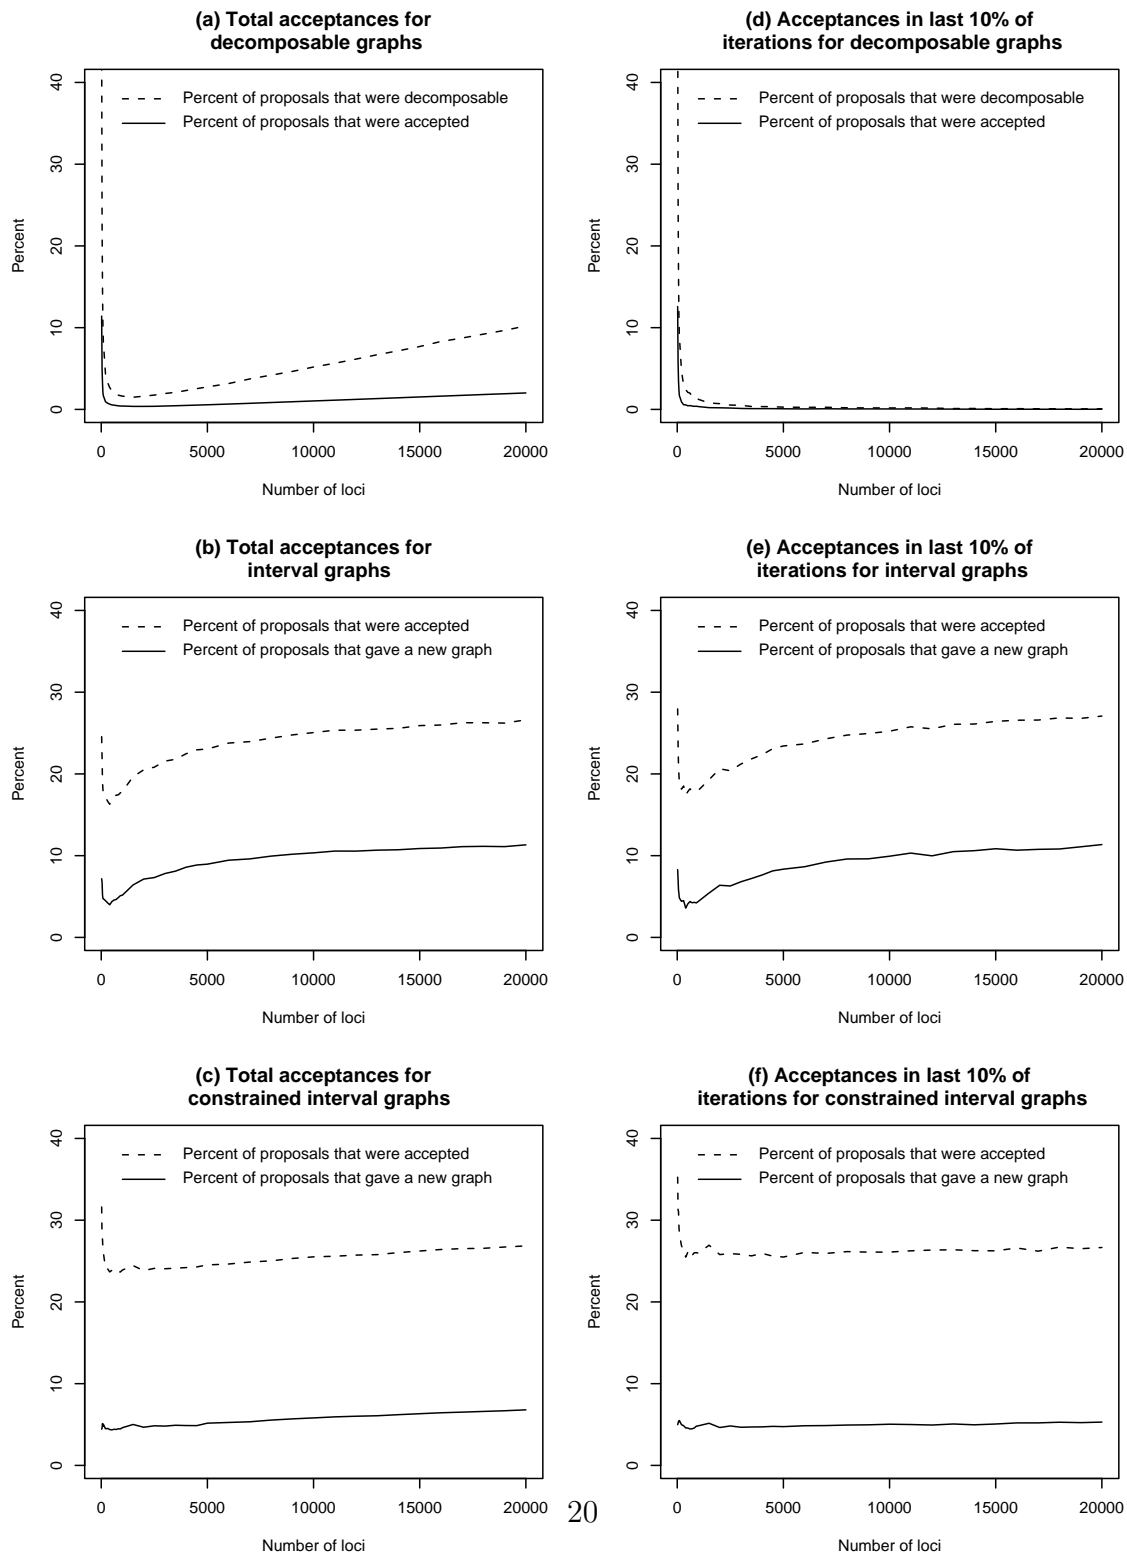 (a) Total acceptances for
decomposable graphs
40
30
20
10
0
Percent
Percent of proposals that were decomposable
Percent of proposals that were accepted
0 5000 10000 15000 20000
Number of loci
(d) Acceptances in last 10% of
iterations for decomposable graphs
40
30
20
10
0
Percent
Percent of proposals that were decomposable
Percent of proposals that were accepted
0 5000 10000 15000 20000
Number of loci
(b) Total acceptances for
interval graphs
40
30
20
10
0
Percent
Percent of proposals that were accepted
Percent of proposals that gave a new graph
0 5000 10000 15000 20000
Number of loci
(e) Acceptances in last 10% of
iterations for interval graphs
40
30
20
10
0
Percent
Percent of proposals that were accepted
Percent of proposals that gave a new graph
0 5000 10000 15000 20000
Number of loci
(c) Total acceptances for
constrained interval graphs
40
30
20
10
0
Percent
Percent of proposals that were accepted
Percent of proposals that gave a new graph
0 5000 10000 15000 20000
Number of loci
(f) Acceptances in last 10% of
iterations for constrained interval graphs
40
30
20
10
0
Percent
Percent of proposals that were accepted
Percent of proposals that gave a new graph
0 5000 10000 15000 20000
Number of loci
20